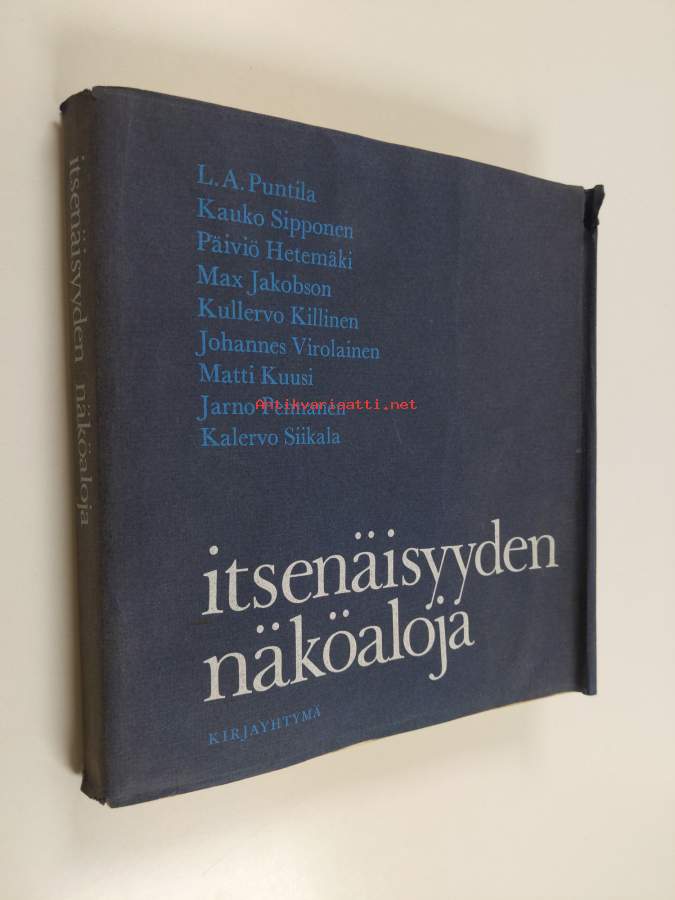 itsenäisyyden näköaloja
L. A. Puntila
Kauko Sipponen
Päiviö Hetemäki
Max Jakobson
Kullervo Killinen
Johannes Virolainen
Matti Kuusi
Antikvariaatti.net
Jarno Pennanen
Kalervo Siikala
itsenäisyyden
näköaloja
KIRJAYHTYMÄ